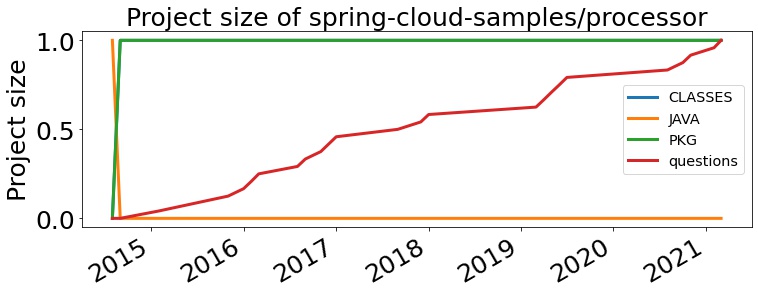 Project size of spring-cloud-samples/processor
Project size
1.0
0.5
0.0
CLASSES
JAVA
PKG
questions
2015
2016
2017
2018
2019
2020
2021